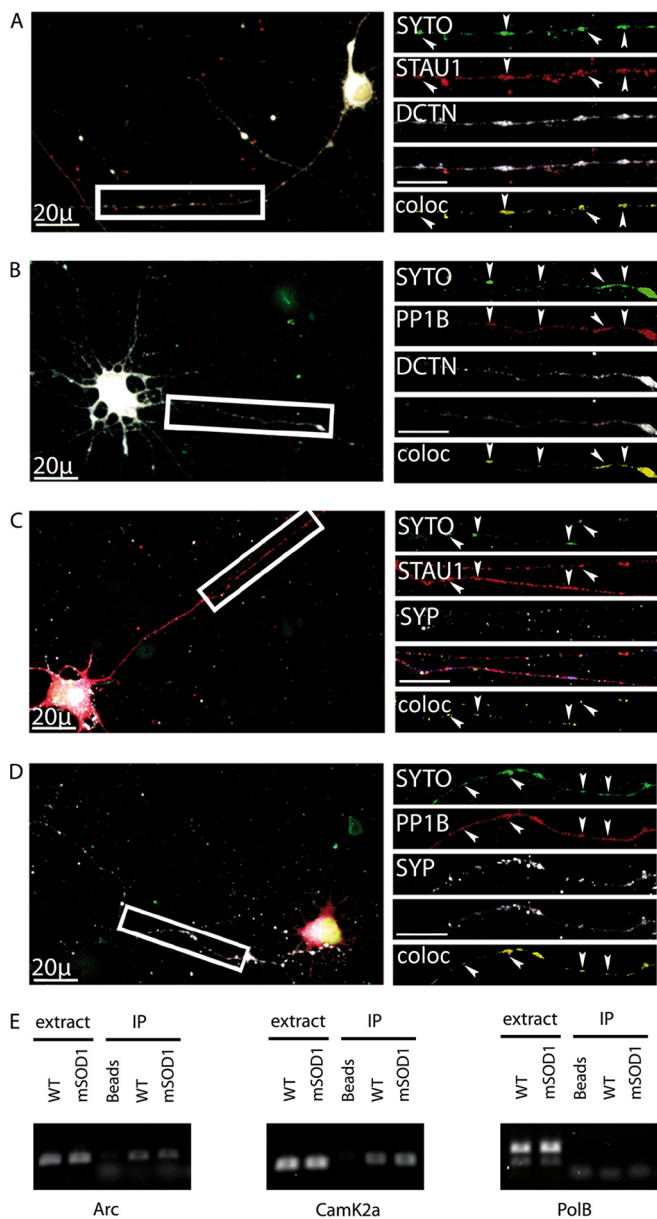 A
20µ
SYTO
STAU1
DCTN
coloc
B
20µ
SYTO
PP1B
DCTN
coloc
C
20µ
SYTO
STAU1
SYP
coloc
D
20µ
SYTO
PP1B
SYP
coloc
E
extract IP
WT mSOD1 Beads WT mSOD1
Arc
extract IP
WT mSOD1 Beads WT mSOD1
CamK2a
extract IP
WT mSOD1 Beads WT mSOD1
PolB